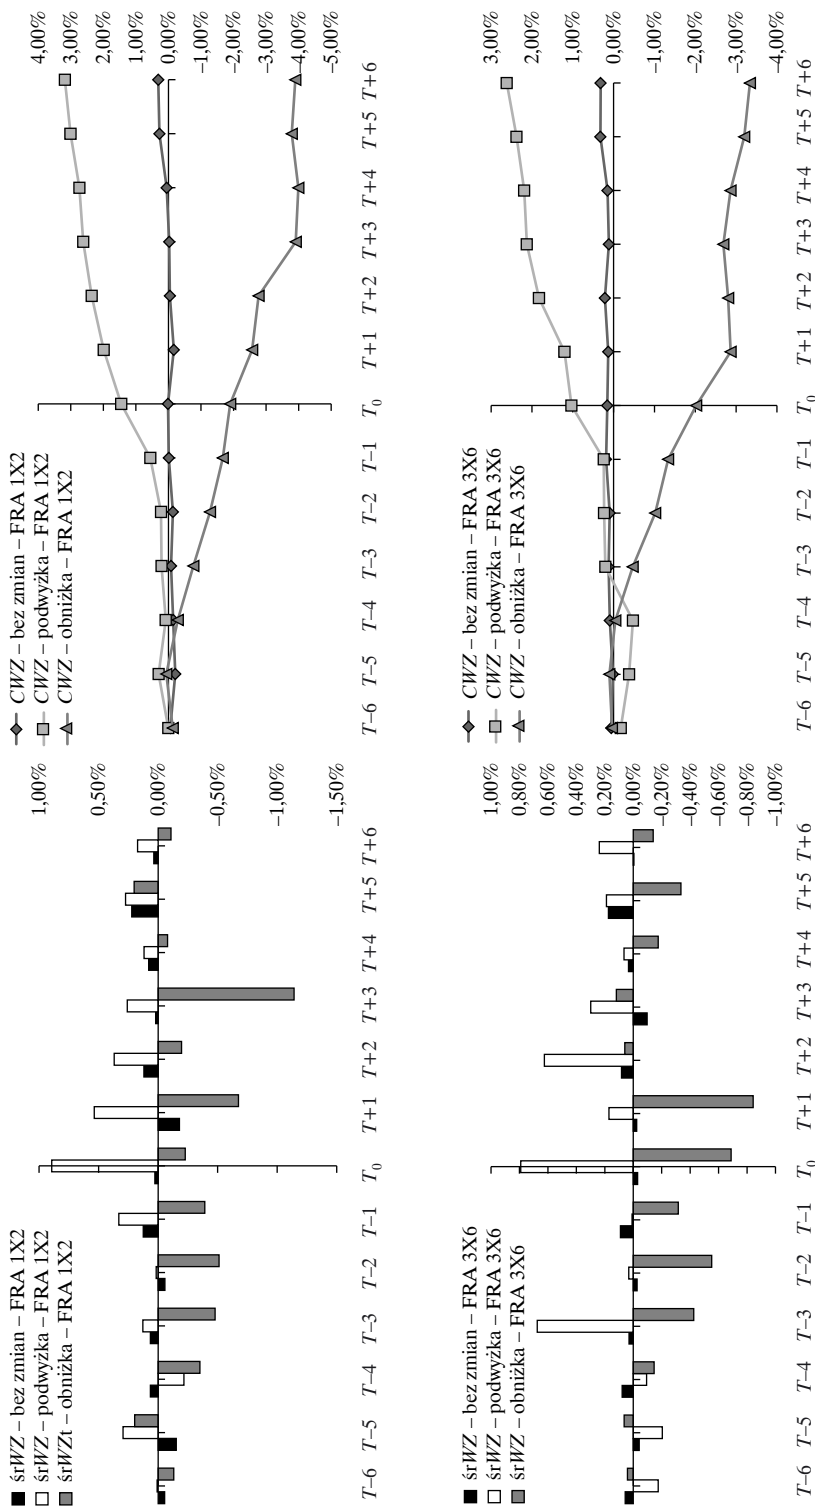 śrWZ – bez zmian – FRA 1X2
śrWZ – podwyżka – FRA 1X2
śrWZt – obniżka – FRA 1X2
1,00%
0,50%
0,00%
–0,50%
–1,00%
–1,50%
T–6 T–5 T–4 T–3 T–2 T–1 T0 T+1 T+2 T+3 T+4 T+5 T+6
CWZ – bez zmian – FRA 1X2
CWZ – podwyżka – FRA 1X2
CWZ – obniżka – FRA 1X2
4,00%
3,00%
2,00%
1,00%
0,00%
–1,00%
–2,00%
–3,00%
–4,00%
–5,00%
T–6 T–5 T–4 T–3 T–2 T–1 T0 T+1 T+2 T+3 T+4 T+5 T+6
śrWZ – bez zmian – FRA 3X6
śrWZ – podwyżka – FRA 3X6
śrWZ – obniżka – FRA 3X6
1,00%
0,80%
0,60%
0,40%
0,20%
0,00%
–0,20%
–0,40%
–0,60%
–0,80%
–1,00%
T–6 T–5 T–4 T–3 T–2 T–1 T0 T+1 T+2 T+3 T+4 T+5 T+6
CWZ – bez zmian – FRA 3X6
CWZ – podwyżka – FRA 3X6
CWZ – obniżka – FRA 3X6
3,00%
2,00%
1,00%
0,00%
–1,00%
–2,00%
–3,00%
–4,00%
T–6 T–5 T–4 T–3 T–2 T–1 T0 T+1 T+2 T+3 T+4 T+5 T+6